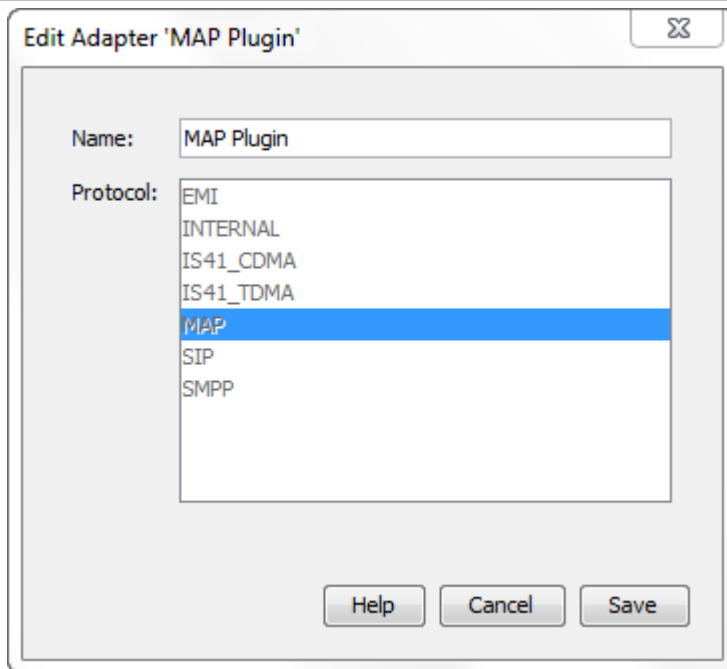 Edit Adapter 'MAP Plugin'
Name: MAP Plugin
Protocol: EMI
INTERNAL
IS41_CDMA
IS41_TDMA
MAP
SIP
SMPP
Help Cancel Save